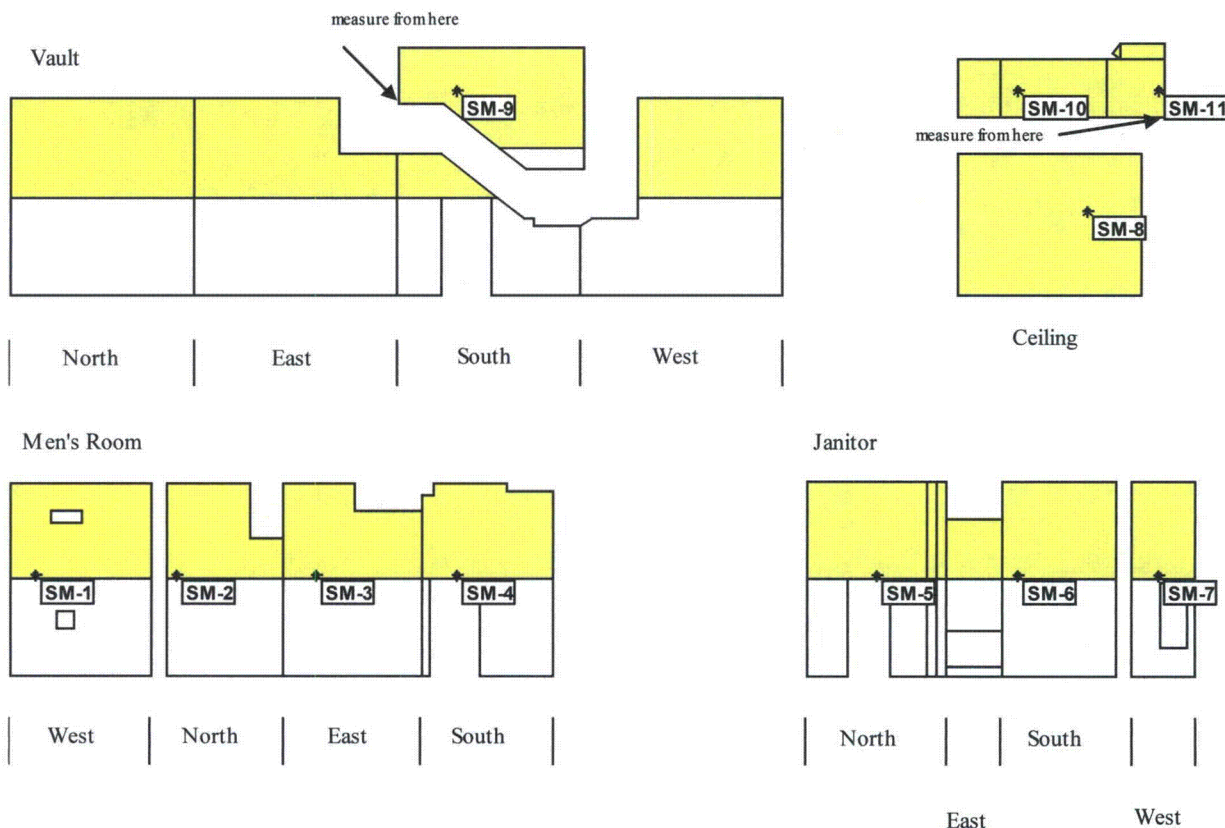 measure from here
Vault
SM-9
SM-10
SM-11
measure from here
SM-8
Ceiling
North
East
South
West
Men's Room
Janitor
SM-1
SM-2
SM-3
SM-4
SM-5
SM-6
SM-7
West
North
East
South
North
South
East
West